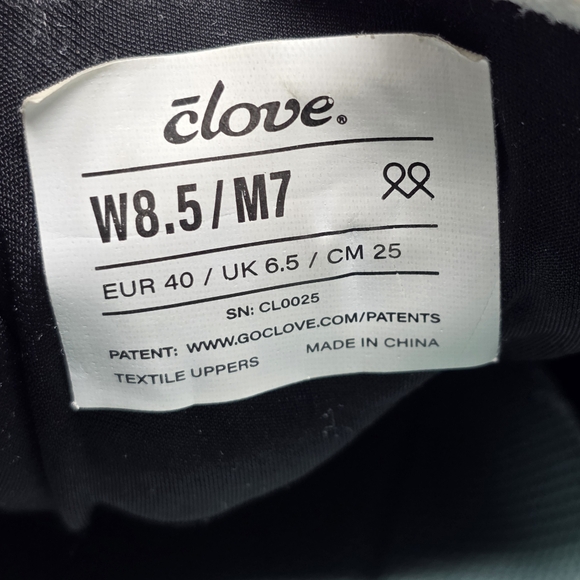 clove®
W8.5/M7
EUR 40 / UK 6.5 / CM 25
SN: CL0025
PATENT: WWW.GOCLOVE.COM/PATENTS
TEXTILE UPPERS MADE IN CHINA